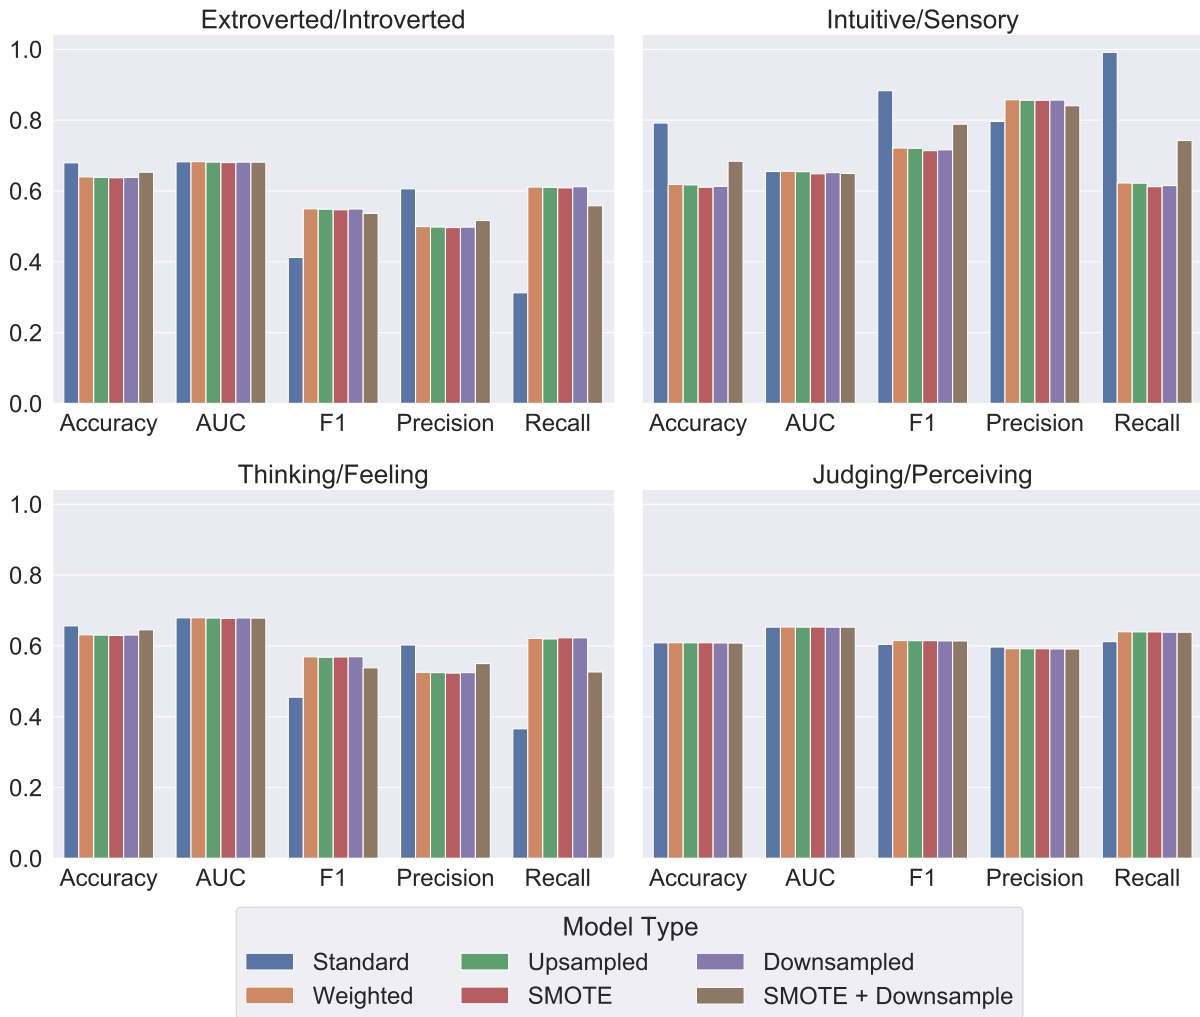 Extroverted/Introverted
Intuitive/Sensory
1.0
0.8
0.6
0.4
0.2
0.0
Accuracy AUC F1 Precision Recall
Accuracy AUC F1 Precision Recall
Thinking/Feeling
Judging/Perceiving
1.0
0.8
0.6
0.4
0.2
0.0
Accuracy AUC F1 Precision Recall
Accuracy AUC F1 Precision Recall
Model Type
Standard Upsampled Downsampled
Weighted SMOTE SMOTE + Downsample